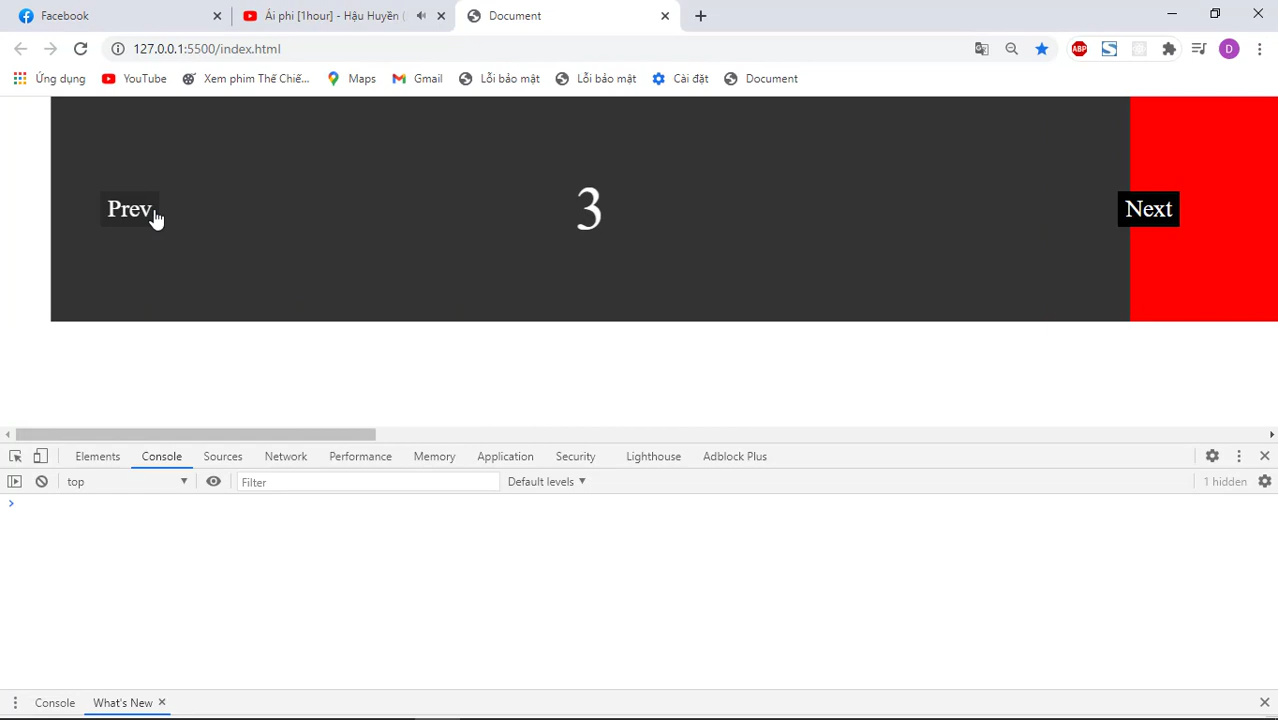 Facebook
Ái phi [1hour] - Hậu Huyền (
Document
127.0.0.1:5500/index.html
ABP
S
D
Ứng dụng
YouTube
Xem phim Thế Chiế...
Maps
Gmail
Lỗi bảo mật
Lỗi bảo mật
Cài đặt
Document
Prev
3
Next
Elements
Console
Sources
Network
Performance
Memory
Application
Security
Lighthouse
Adblock Plus
top
Filter
Default levels
1 hidden
Console
What's New